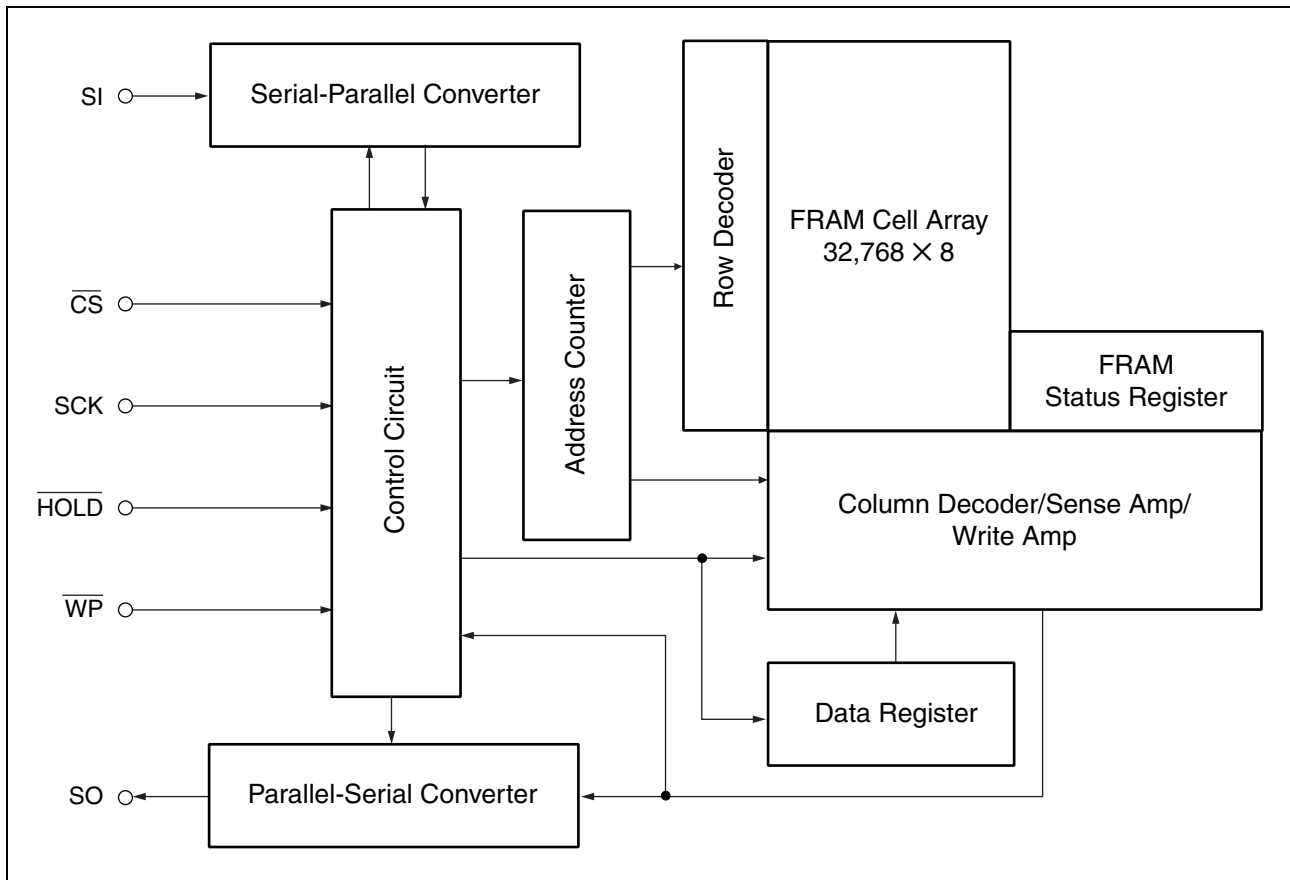 SI
Serial-Parallel Converter
CS
SCK
HOLD
WP
Control Circuit
Address Counter
Row Decoder
FRAM Cell Array
32,768 × 8
FRAM
Status Register
Column Decoder/Sense Amp/
Write Amp
Data Register
SO
Parallel-Serial Converter